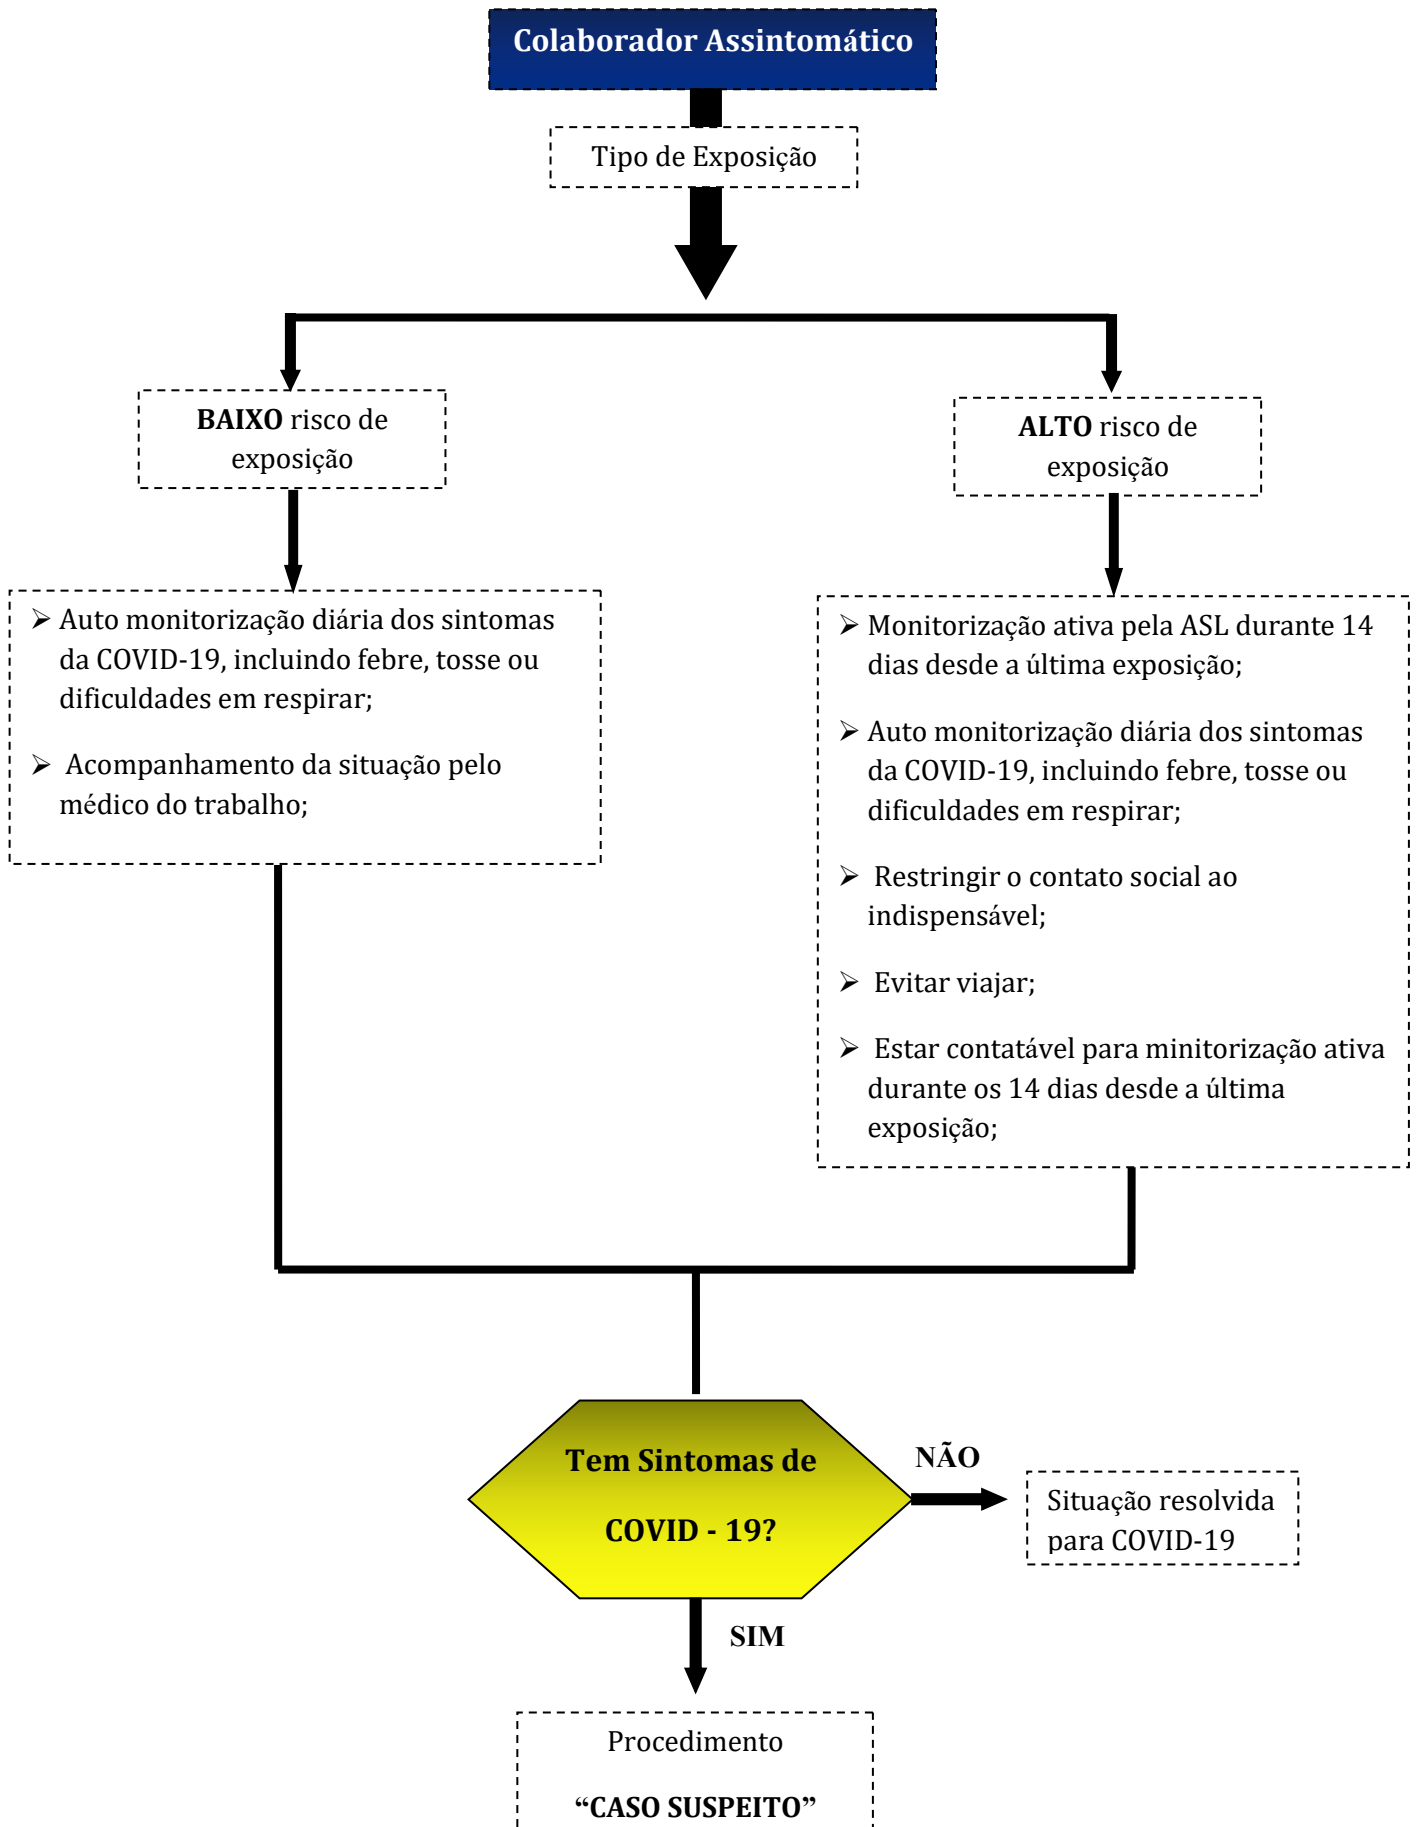 Colaborador Assintomático
Tipo de Exposição
BAIXO risco de
exposição
ALTO risco de
exposição
➢ Auto monitorização diária dos sintomas
da COVID-19, incluindo febre, tosse ou
dificuldades em respirar;
➢ Acompanhamento da situação pelo
médico do trabalho;
➢ Monitorização ativa pela ASL durante 14
dias desde a última exposição;
➢ Auto monitorização diária dos sintomas
da COVID-19, incluindo febre, tosse ou
dificuldades em respirar;
➢ Restringir o contato social ao
indispensável;
➢ Evitar viajar;
➢ Estar contatável para minitorização ativa
durante os 14 dias desde a última
exposição;
Tem Sintomas de
COVID - 19?
NÃO
Situação resolvida
para COVID-19
SIM
Procedimento
“CASO SUSPEITO”